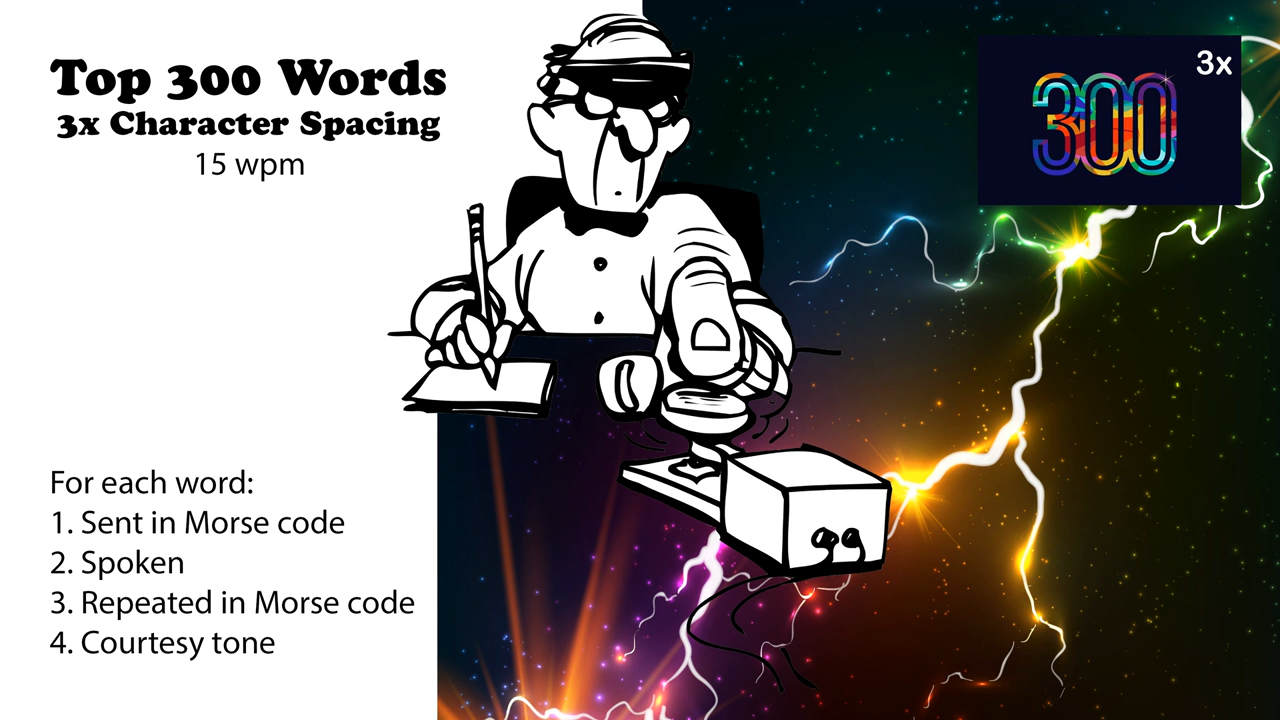 Top 300 Words
3x Character Spacing
15 wpm
3x
300
For each word:
1. Sent in Morse code
2. Spoken
3. Repeated in Morse code
4. Courtesy tone